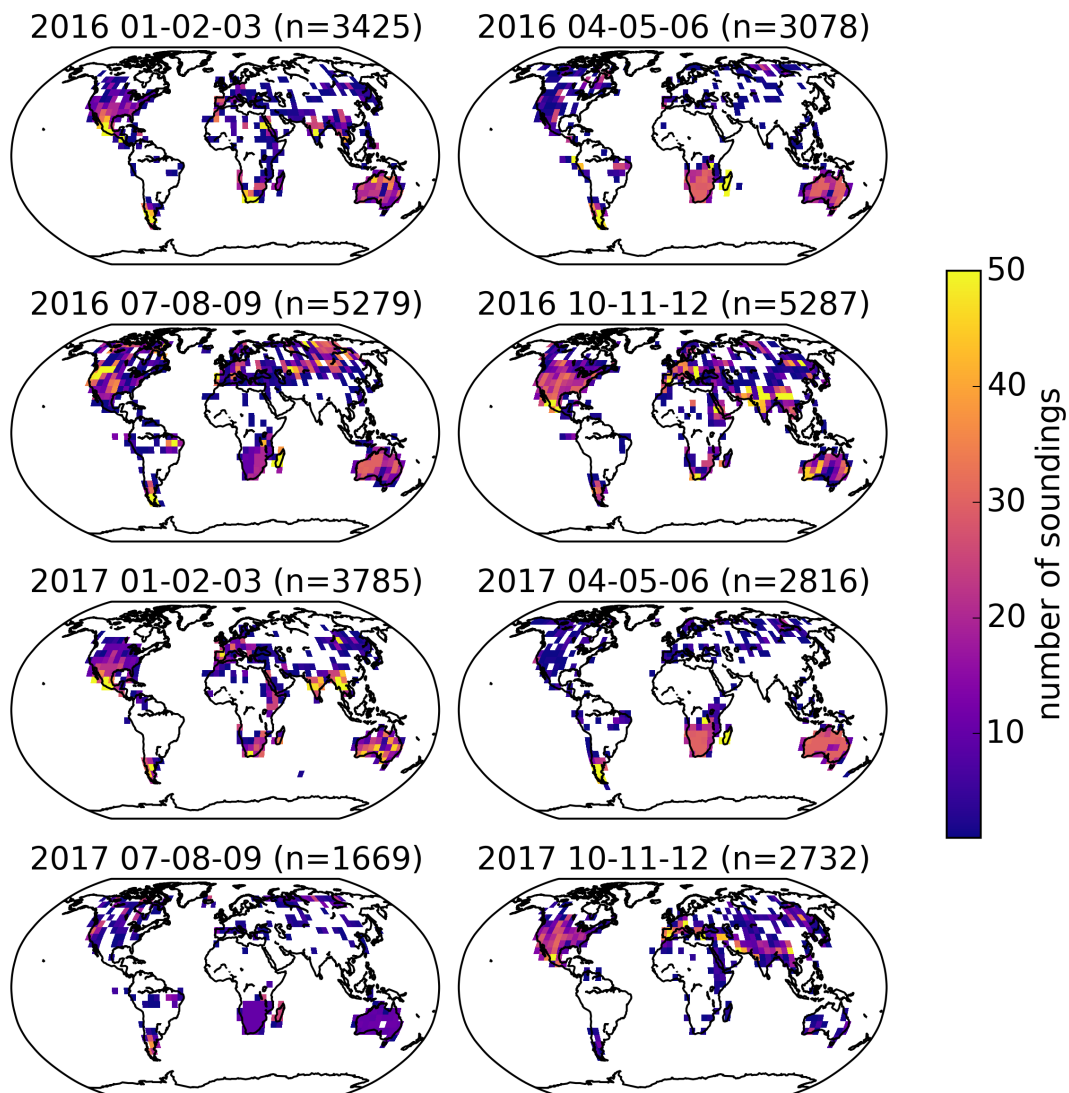 2016 01-02-03 (n=3425)
2016 04-05-06 (n=3078)
2016 07-08-09 (n=5279)
2016 10-11-12 (n=5287)
2017 01-02-03 (n=3785)
2017 04-05-06 (n=2816)
2017 07-08-09 (n=1669)
2017 10-11-12 (n=2732)
50
40
30
20
10
number of soundings